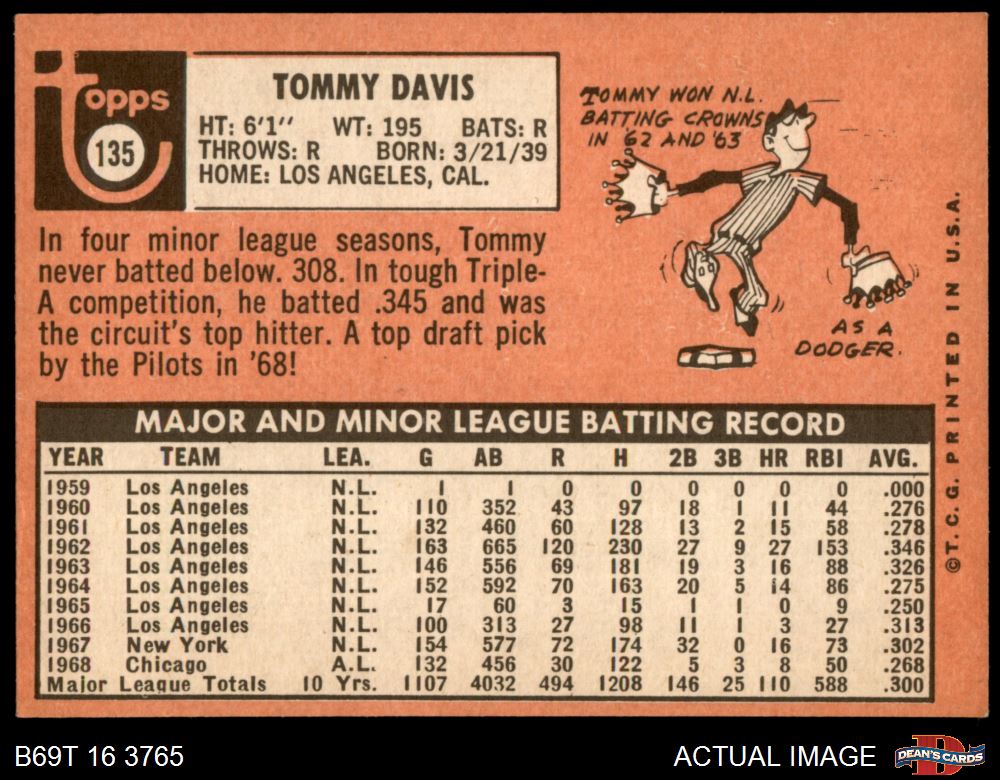 topps
135
TOMMY DAVIS
HT: 6'1'' WT: 195 BATS: R
THROWS: R BORN: 3/21/39
HOME: LOS ANGELES, CAL.
TOMMY WON N.L.
BATTING CROWNS
IN '62 AND '63
AS A
DODGER.
In four minor league seasons, Tommy
never batted below. 308. In tough Triple-
A competition, he batted .345 and was
the circuit's top hitter. A top draft pick
by the Pilots in '68!
MAJOR AND MINOR LEAGUE BATTING RECORD
YEAR TEAM LEA. G AB R H 2B 3B HR RBI AVG.
1959 Los Angeles N.L. 1 1 0 0 0 0 0 0 .000
1960 Los Angeles N.L. 110 352 43 97 18 1 11 44 .276
1961 Los Angeles N.L. 132 460 60 128 13 2 15 58 .278
1962 Los Angeles N.L. 163 665 120 230 27 9 27 153 .346
1963 Los Angeles N.L. 146 556 69 181 19 3 16 88 .326
1964 Los Angeles N.L. 152 592 70 163 20 5 14 86 .275
1965 Los Angeles N.L. 17 60 3 15 1 1 0 9 .250
1966 Los Angeles N.L. 100 313 27 98 11 1 3 27 .313
1967 New York N.L. 154 577 72 174 32 0 16 73 .302
1968 Chicago A.L. 132 456 30 122 5 3 8 50 .268
Major League Totals 10 Yrs. 1107 4032 494 1208 146 25 110 588 .300
©T. C. G. PRINTED IN U.S.A.
B69T 16 3765
ACTUAL IMAGE
D
DEAN'S CARDS